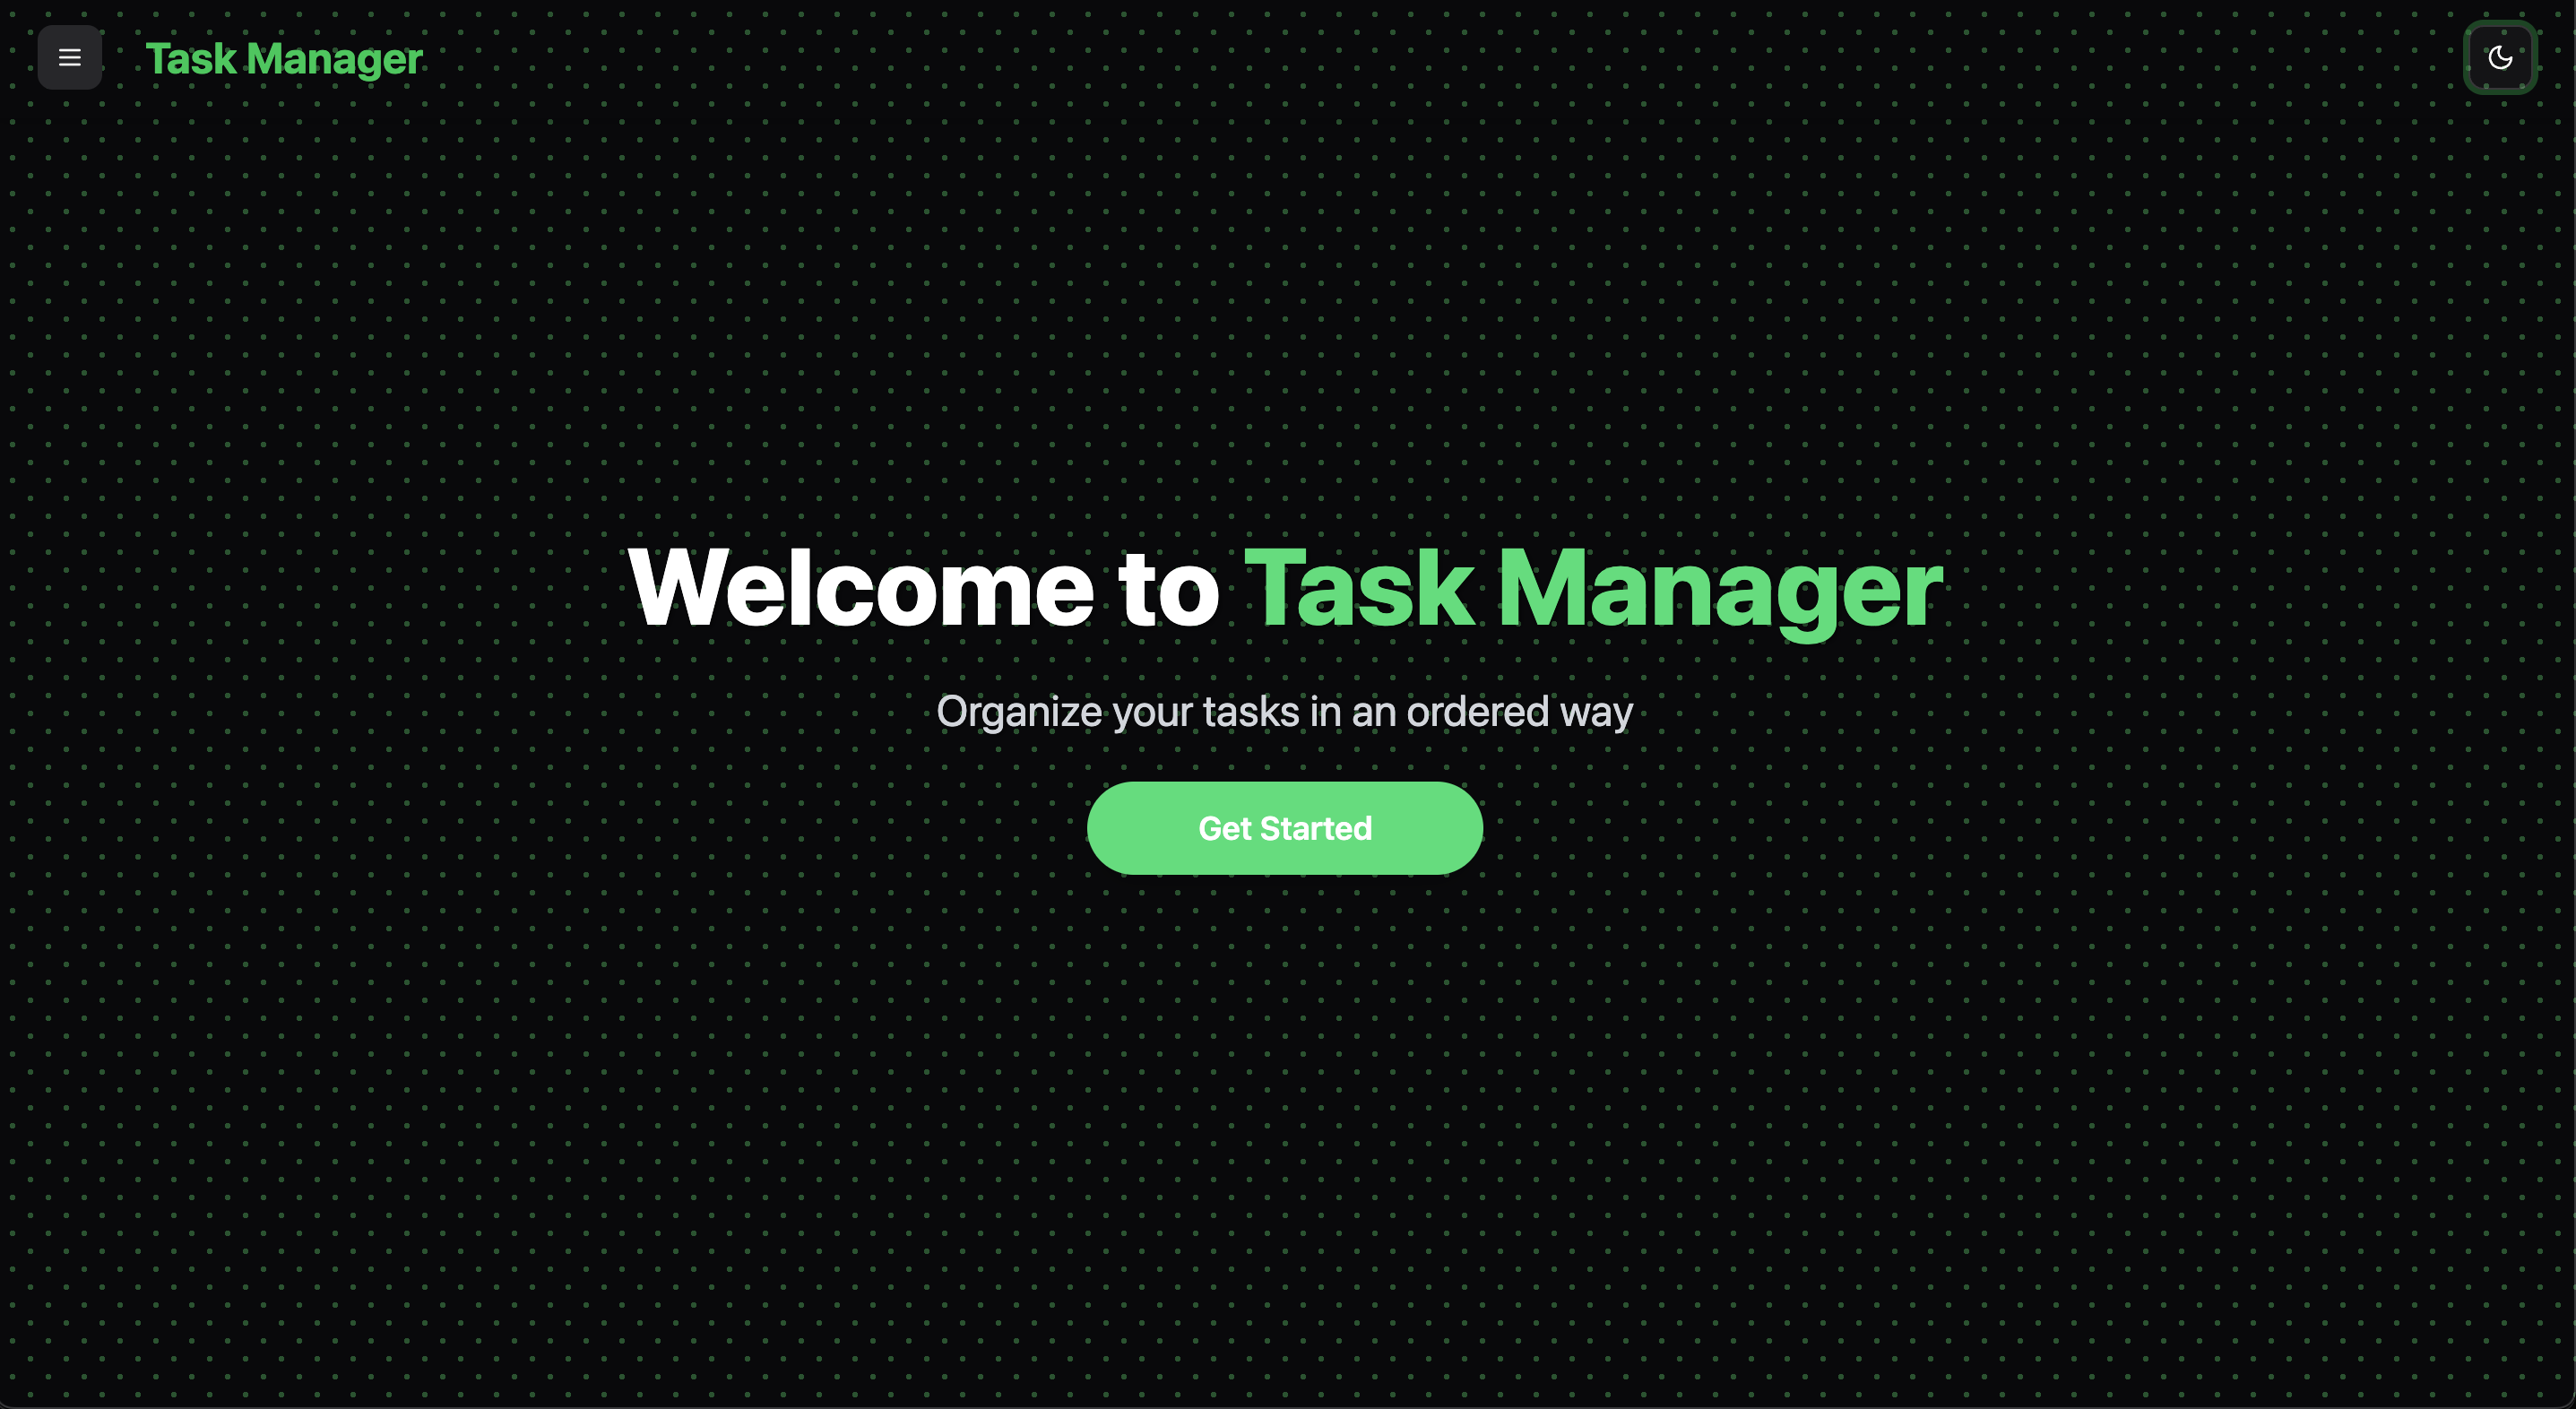 Task Manager
Welcome to Task Manager
Organize your tasks in an ordered way
Get Started